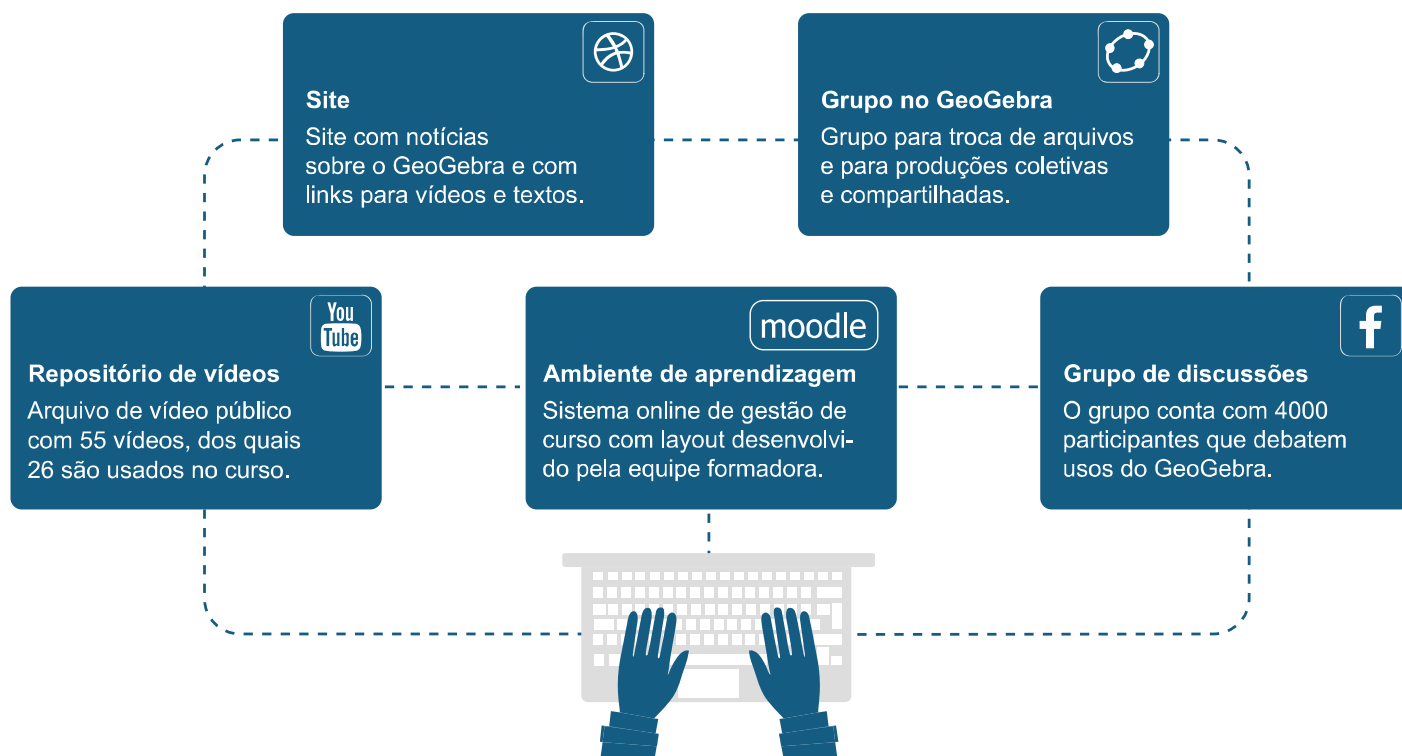 Site
Site com notícias
sobre o GeoGebra e com
links para vídeos e textos.
Grupo no GeoGebra
Grupo para troca de arquivos
e para produções coletivas
e compartilhadas.
You
Tube
Repositório de vídeos
Arquivo de vídeo público
com 55 vídeos, dos quais
26 são usados no curso.
moodle
Ambiente de aprendizagem
Sistema online de gestão de
curso com layout desenvolvi-
do pela equipe formadora.
f
Grupo de discussões
O grupo conta com 4000
participantes que debatem
usos do GeoGebra.